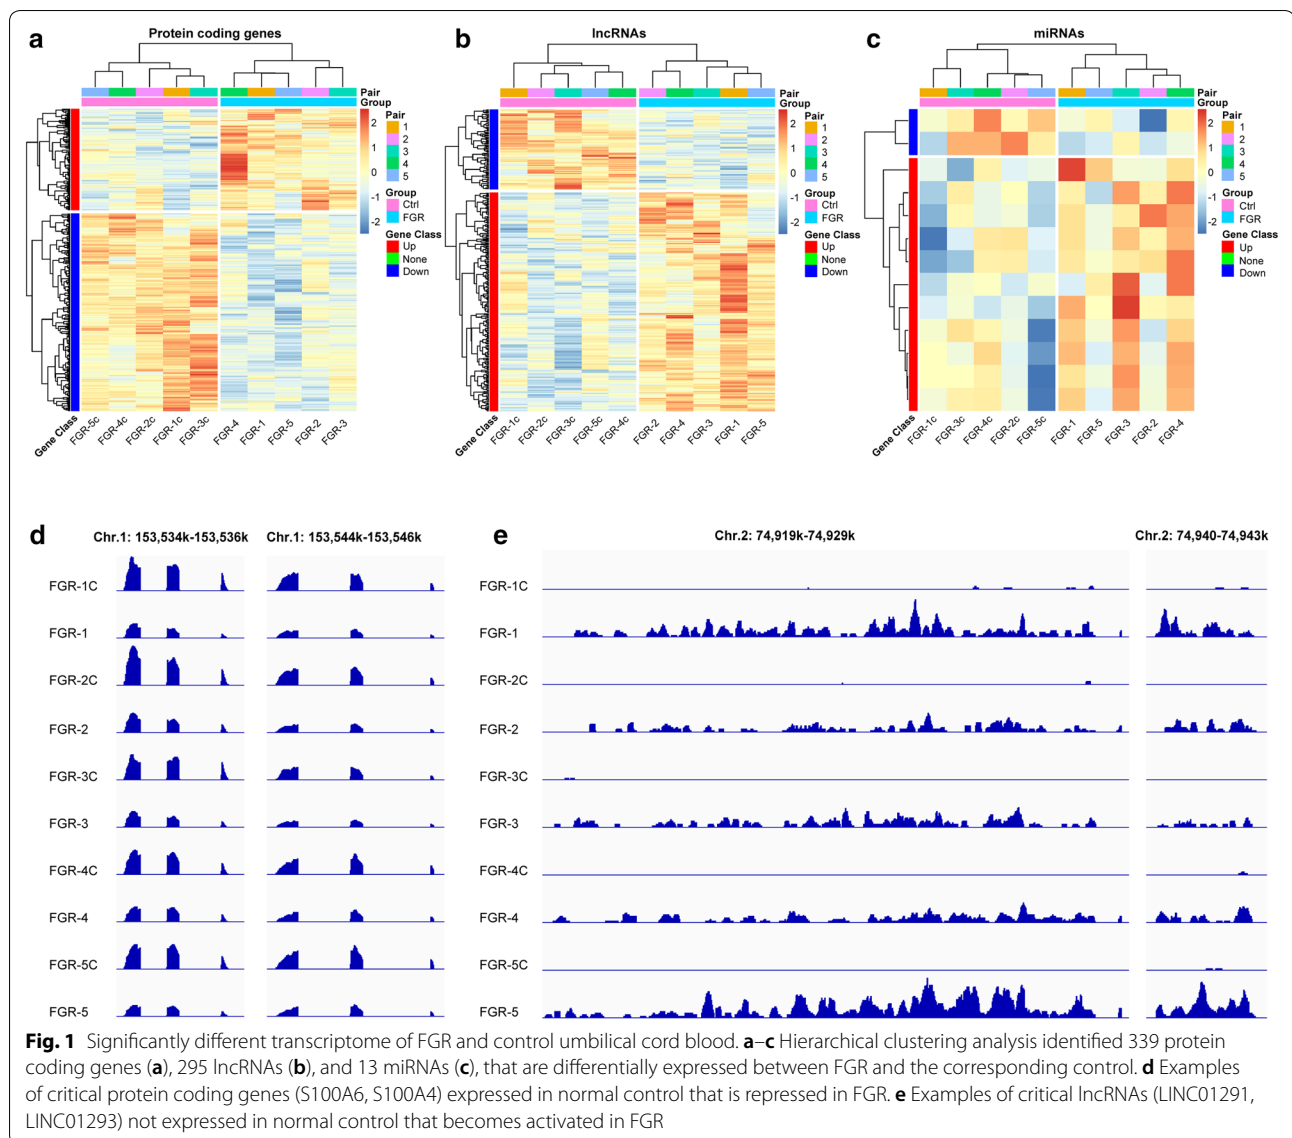 a
Protein coding genes
Pair
Group
2
1
0
-1
-2
Pair
1
2
3
4
5
Group
Ctrl
FGR
Gene Class
Up
None
Down
Gene Class
FGR-5c
FGR-4c
FGR-2c
FGR-1c
FGR-3c
FGR-4
FGR-1
FGR-5
FGR-2
FGR-3
b
lncRNAs
Pair
Group
2
1
0
-1
-2
Pair
1
2
3
4
5
Group
Ctrl
FGR
Gene Class
Up
None
Down
Gene Class
FGR-1c
FGR-2c
FGR-3c
FGR-5c
FGR-4c
FGR-2
FGR-4
FGR-3
FGR-1
FGR-5
c
miRNAs
Pair
Group
2
1
0
-1
-2
Pair
1
2
3
4
5
Group
Ctrl
FGR
Gene Class
Up
None
Down
Gene Class
FGR-1c
FGR-3c
FGR-4c
FGR-2c
FGR-5c
FGR-1
FGR-5
FGR-3
FGR-2
FGR-4
d
Chr.1: 153,534k-153,536k
Chr.1: 153,544k-153,546k
FGR-1C
FGR-1
FGR-2C
FGR-2
FGR-3C
FGR-3
FGR-4C
FGR-4
FGR-5C
FGR-5
e
Chr.2: 74,919k-74,929k
Chr.2: 74,940-74,943k
FGR-1C
FGR-1
FGR-2C
FGR-2
FGR-3C
FGR-3
FGR-4C
FGR-4
FGR-5C
FGR-5
Fig. 1 Significantly different transcriptome of FGR and control umbilical cord blood. a–c Hierarchical clustering analysis identified 339 protein
coding genes (a), 295 lncRNAs (b), and 13 miRNAs (c), that are differentially expressed between FGR and the corresponding control. d Examples
of critical protein coding genes (S100A6, S100A4) expressed in normal control that is repressed in FGR. e Examples of critical lncRNAs (LINC01291,
LINC01293) not expressed in normal control that becomes activated in FGR